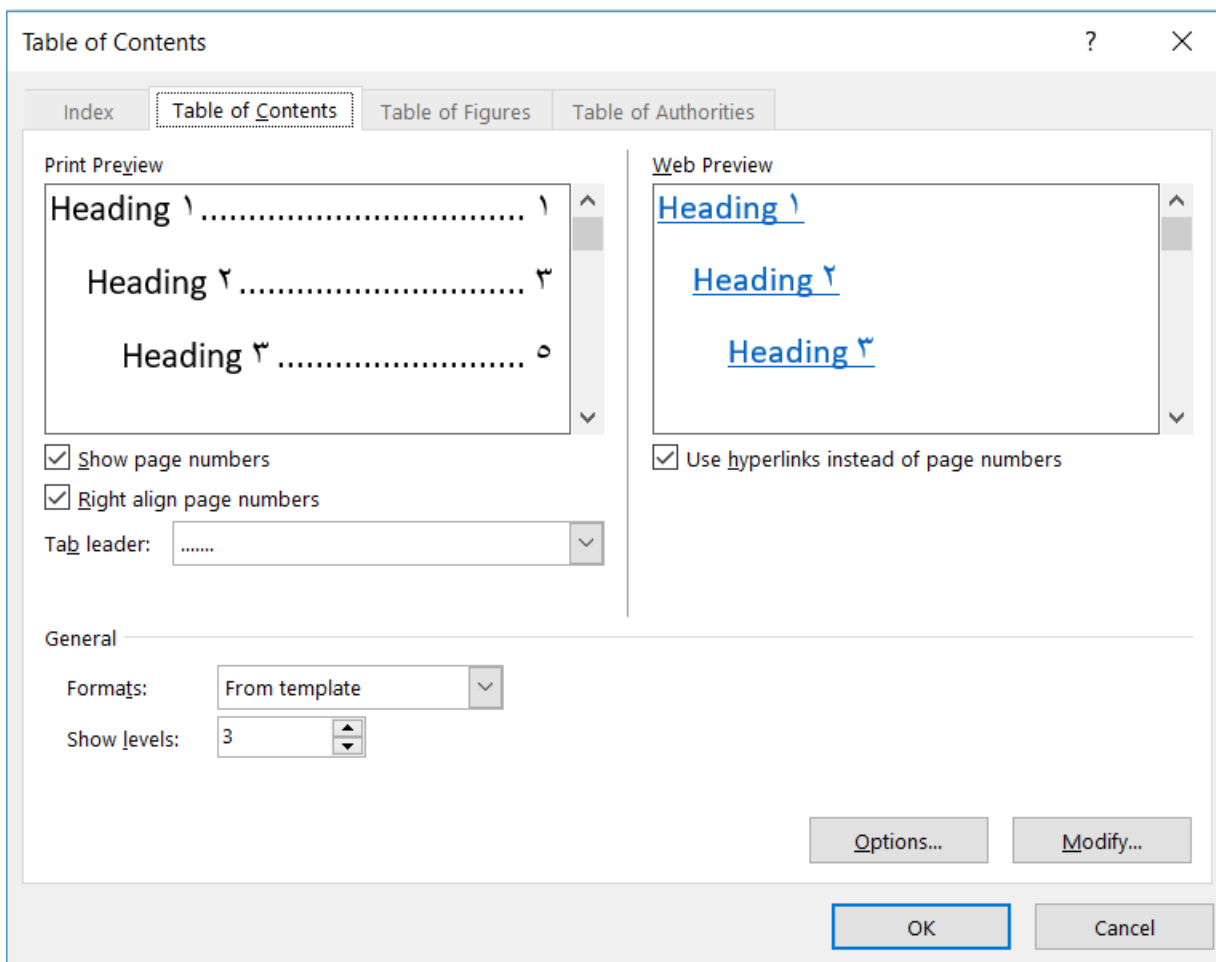 Table of Contents
?
Index
Table of Contents
Table of Figures
Table of Authorities
Print Preview
Heading ١.................................. ١
Heading ٢.............................. ٣
Heading ٣ .......................... ٥
Show page numbers
Right align page numbers
Tab leader: .......
Web Preview
Heading ١
Heading ٢
Heading ٣
Use hyperlinks instead of page numbers
General
Formats: From template
Show levels: 3
Options...
Modify...
OK
Cancel